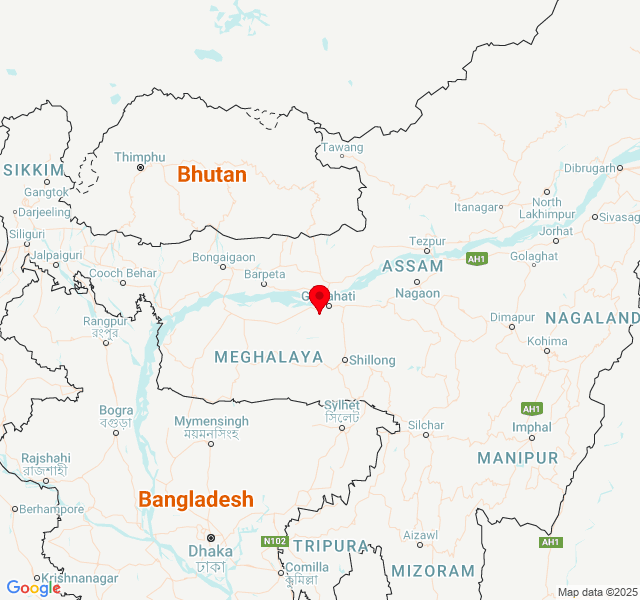 Tawang
Thimphu
Bhutan
SIKKIM
Gangtok
Darjeeling
Siliguri
Jalpaiguri
Cooch Behar
Bongaigaon
Barpeta
Dibrugarh
Itanagar
North
Lakhimpur
Sivasag
Jorhat
Golaghat
Tezpur
AH1
ASSAM
Nagaon
Dimapur
NAGALAND
Kohima
Rangpur
রংপুর
MEGHALAYA
Shillong
Bogra
বগুড়া
Mymensingh
ময়মনসিংহ
Sylhet
সিলেট
Silchar
AH1
Imphal
MANIPUR
Rajshahi
রাজশাহী
Bangladesh
Berhampore
Dhaka
ঢাকা
N102
TRIPURA
Comilla
কুমিল্লা
Aizawl
MIZORAM
AH1
Krishnanagar
Google
Map data ©2025